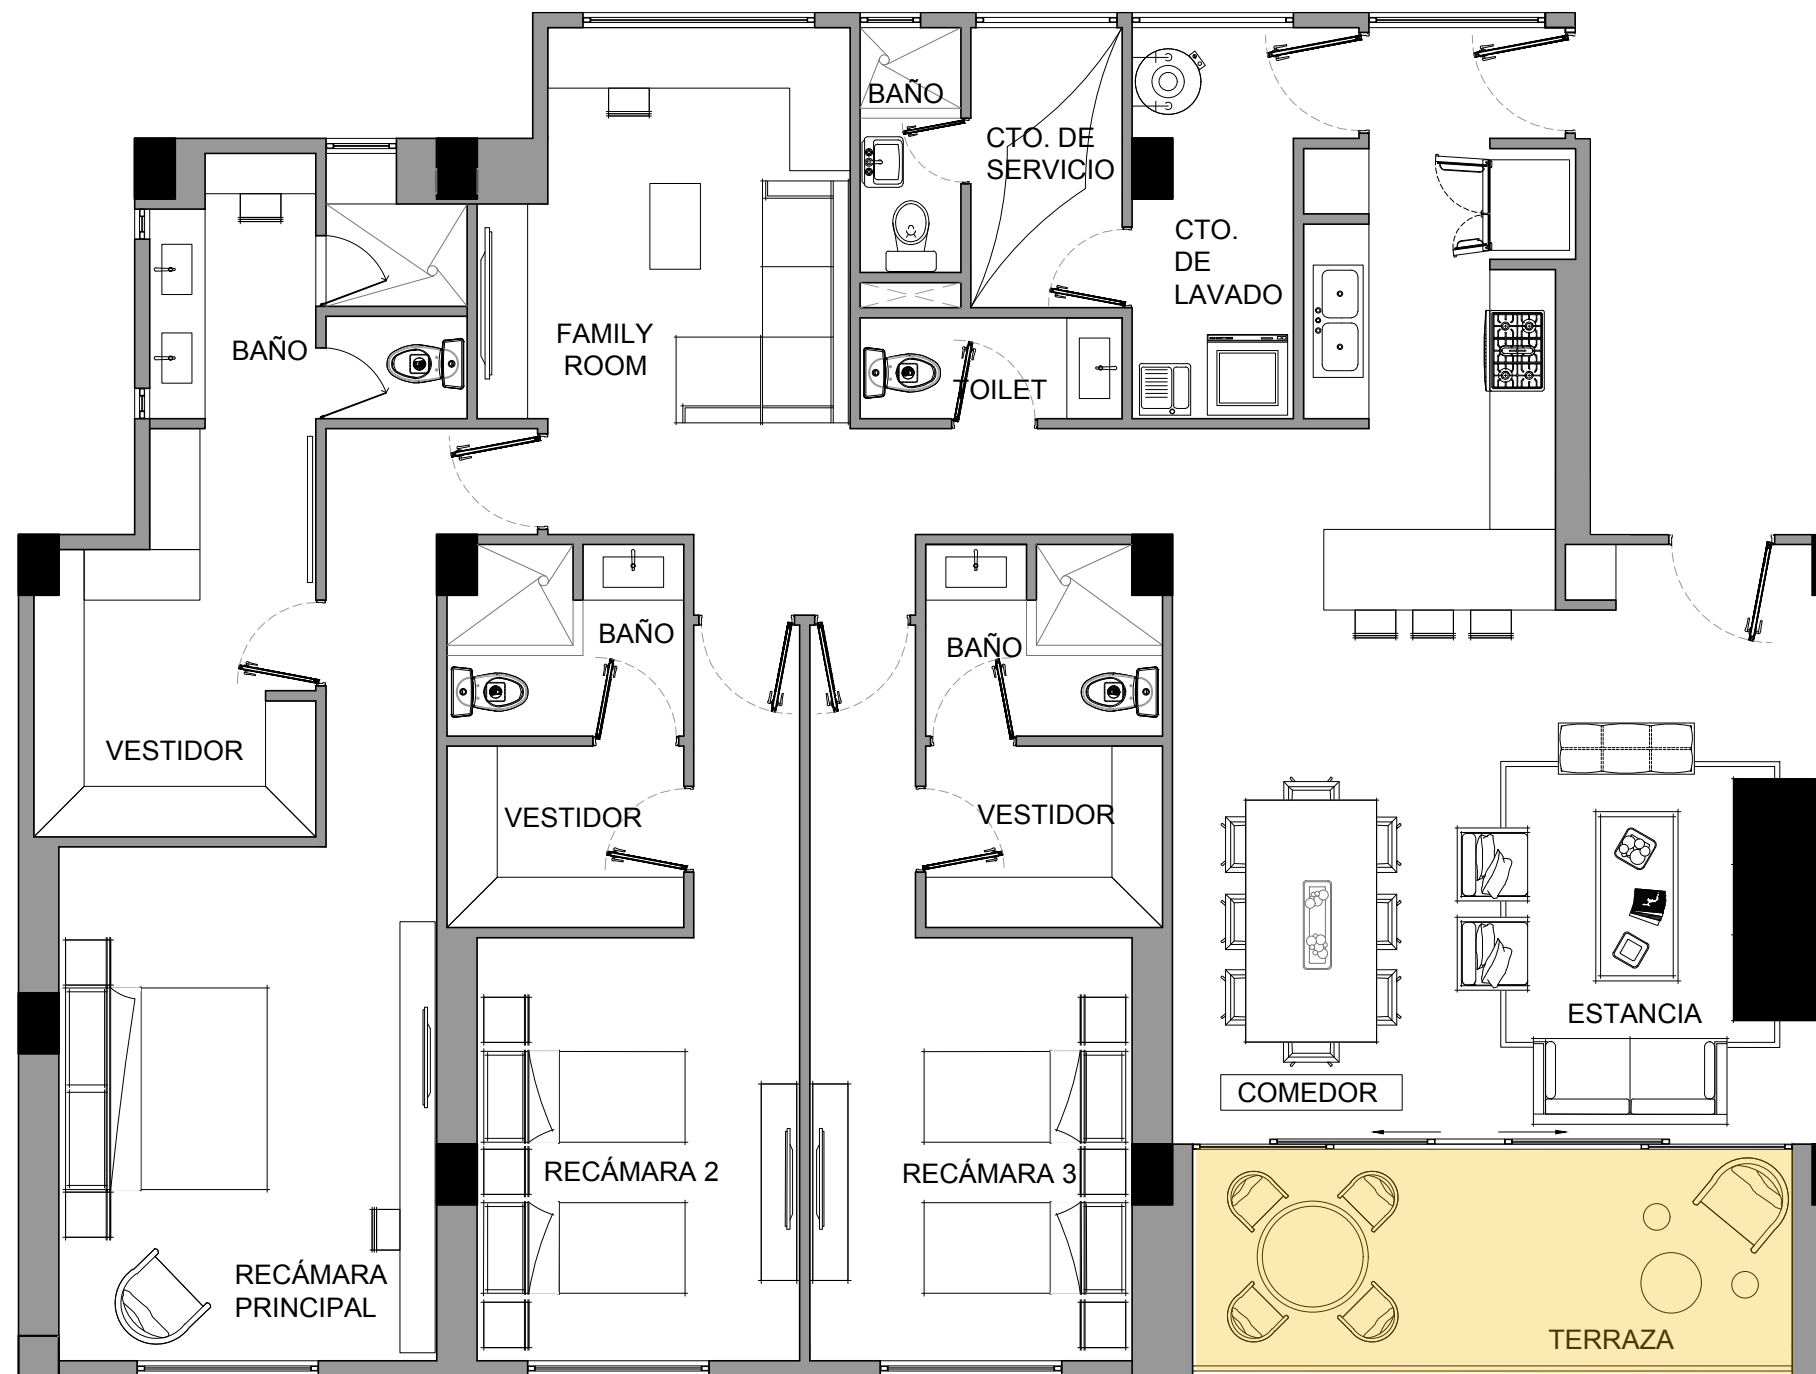 BAÑO
CTO. DE
SERVICIO
CTO.
DE
LAVADO
FAMILY
ROOM
BAÑO
TOILET
BAÑO
BAÑO
VESTIDOR
VESTIDOR
VESTIDOR
ESTANCIA
COMEDOR
RECÁMARA 2
RECÁMARA 3
RECÁMARA
PRINCIPAL
TERRAZA